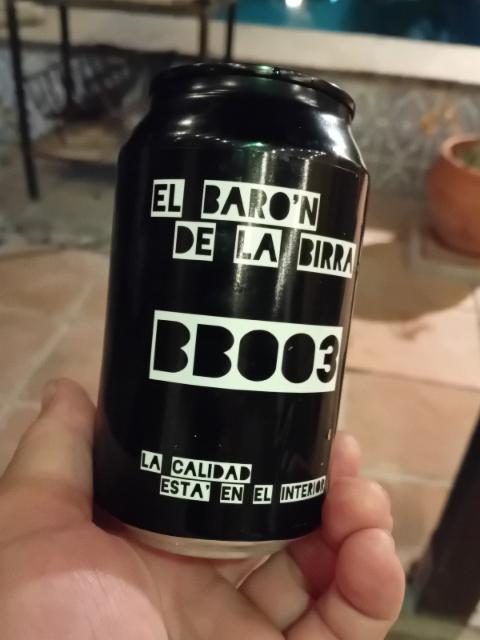 EL BARO'N
DE LA BIRRA
BB003
LA CALIDAD
ESTA' EN EL INTERIOR